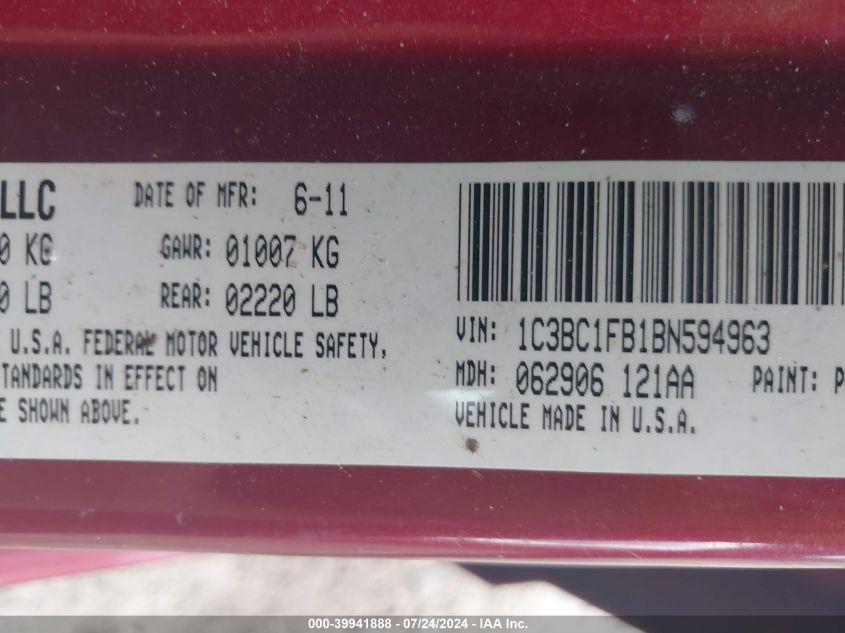 LLC DATE OF MFR: 6-11
0 KG GAWR: 01007 KG
0 LB REAR: 02220 LB
U.S.A. FEDERAL MOTOR VEHICLE SAFETY,
TANDARDS IN EFFECT ON
E SHOWN ABOVE.
VIN: 1C3BC1FB1BN594963
MDH: 062906 121AA PAINT: P
VEHICLE MADE IN U.S.A.
000-39941888 / 07/24/2024 - IAA Inc.